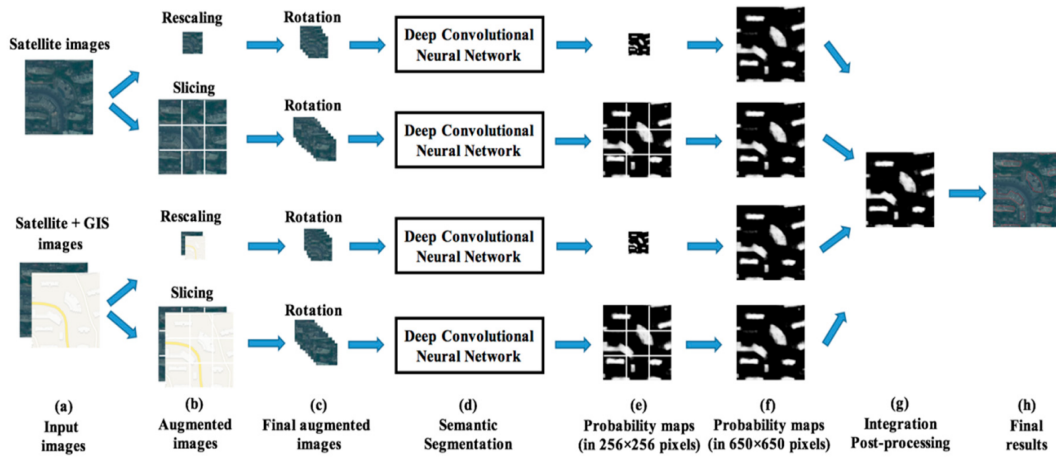 Satellite images
Rescaling
Rotation
Deep Convolutional
Neural Network
Slicing
Rotation
Deep Convolutional
Neural Network
Satellite + GIS
images
Rescaling
Rotation
Deep Convolutional
Neural Network
Slicing
Rotation
Deep Convolutional
Neural Network
(a)
Input
images
(b)
Augmented
images
(c)
Final augmented
images
(d)
Semantic
Segmentation
(e)
Probability maps
(in 256×256 pixels)
(f)
Probability maps
(in 650×650 pixels)
(g)
Integration
Post-processing
(h)
Final
results